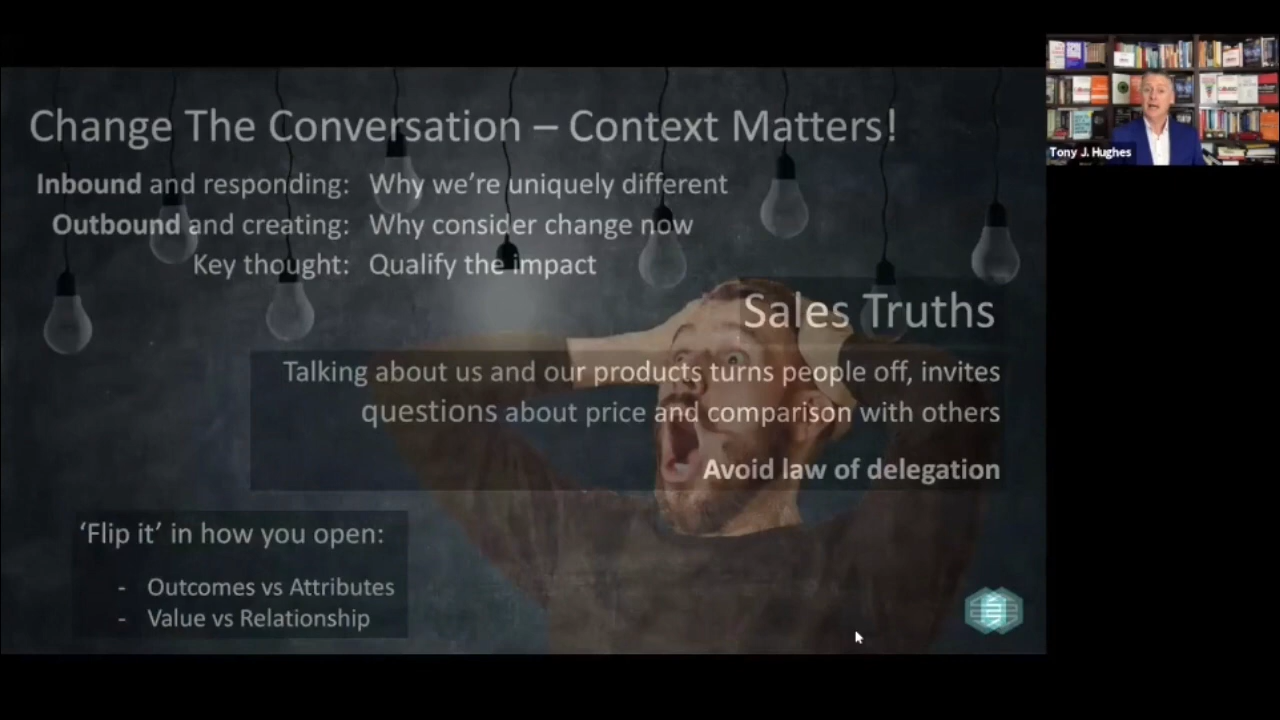 Change The Conversation – Context Matters!
Inbound and responding: Why we're uniquely different
Outbound and creating: Why consider change now
Key thought: Qualify the impact
Sales Truths
Talking about us and our products turns people off, invites
questions about price and comparison with others
Avoid law of delegation
‘Flip it’ in how you open:
- Outcomes vs Attributes
- Value vs Relationship
Tony J. Hughes